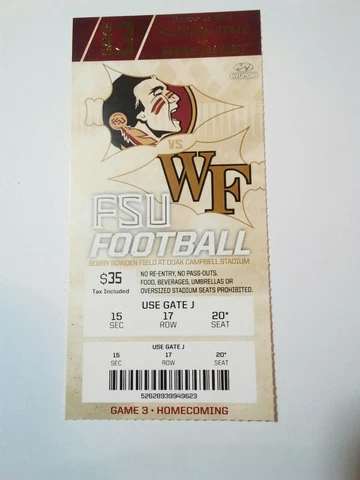 HYUNDAI
VS.
WF
FSU
FOOTBALL
BOBBY BOWDEN FIELD AT DOAK CAMPBELL STADIUM
$35
Tax Included
NO RE-ENTRY, NO PASS-OUTS.
FOOD, BEVERAGES, UMBRELLAS OR
OVERSIZED STADIUM SEATS PROHIBITED.
USE GATE J
15 17 20*
SEC ROW SEAT
USE GATE J
15 17 20*
SEC ROW SEAT
52628939949623
GAME 3 • HOMECOMING